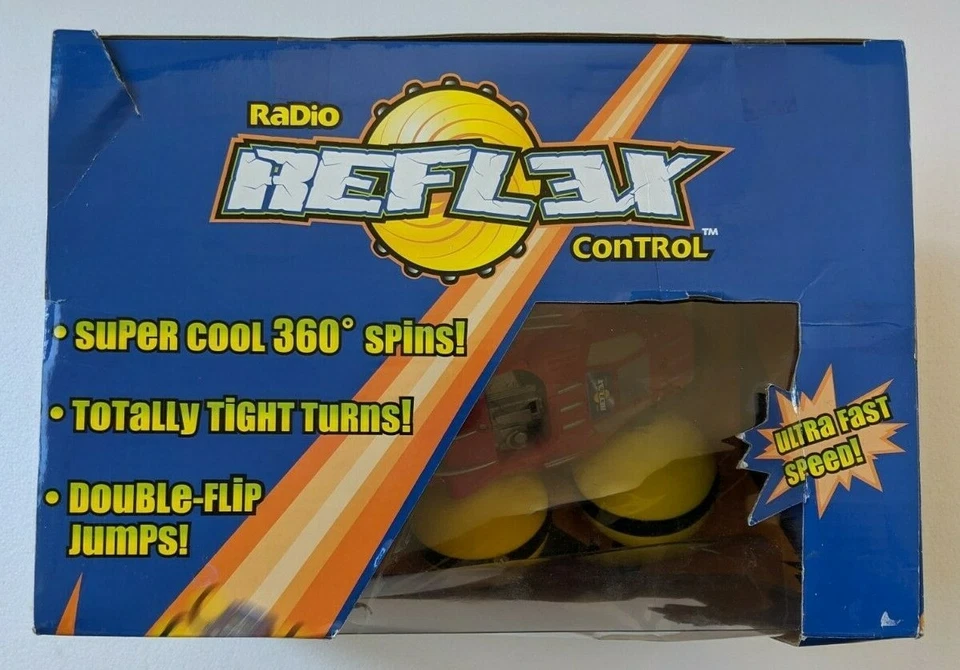 RaDio
REFLEX
ConTRoL™
• SuPeR CooL 360° SPins!
• ToTaLLy TiGHT TuRns!
• DouBLe-FLiP
JumPs!
ULTRa FaST
SPeeD!